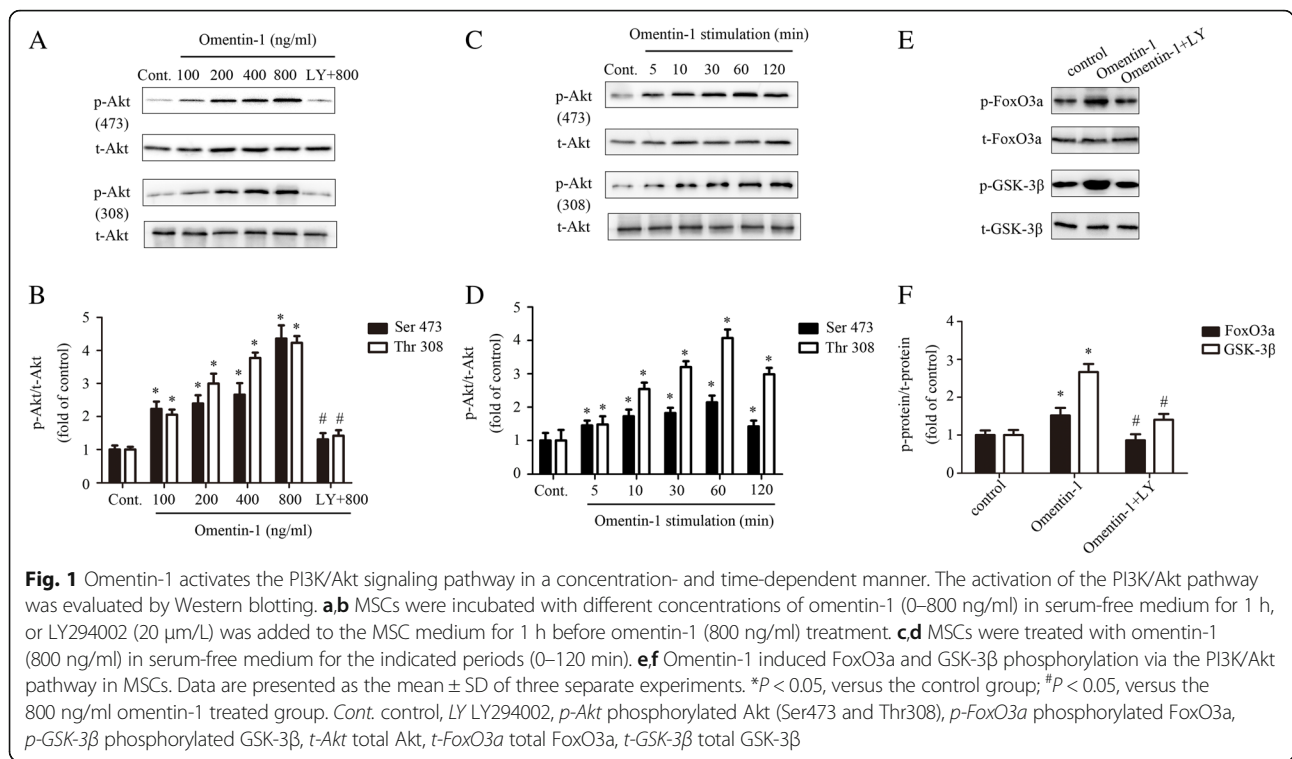 A
Omentin-1 (ng/ml)
Cont. 100 200 400 800 LY+800
p-Akt
(473)
t-Akt
p-Akt
(308)
t-Akt
C
Omentin-1 stimulation (min)
Cont. 5 10 30 60 120
p-Akt
(473)
t-Akt
p-Akt
(308)
t-Akt
E
control
Omentin-1
Omentin-1+LY
p-FoxO3a
t-FoxO3a
p-GSK-3β
t-GSK-3β
B
p-Akt/t-Akt
(fold of control)
5
4
3
2
1
0
* * * * * * * * # #
Ser 473
Thr 308
Cont. 100 200 400 800 LY+800
Omentin-1 (ng/ml)
D
p-Akt/t-Akt
(fold of control)
5
4
3
2
1
0
* * * * * * * * * *
Ser 473
Thr 308
Cont. 5 10 30 60 120
Omentin-1 stimulation (min)
F
p-protein/t-protein
(fold of control)
4
3
2
1
0
* * # #
FoxO3a
GSK-3β
control
Omentin-1
Omentin-1+LY
Fig. 1 Omentin-1 activates the PI3K/Akt signaling pathway in a concentration- and time-dependent manner. The activation of the PI3K/Akt pathway
was evaluated by Western blotting. a,b MSCs were incubated with different concentrations of omentin-1 (0–800 ng/ml) in serum-free medium for 1 h,
or LY294002 (20 μm/L) was added to the MSC medium for 1 h before omentin-1 (800 ng/ml) treatment. c,d MSCs were treated with omentin-1
(800 ng/ml) in serum-free medium for the indicated periods (0–120 min). e,f Omentin-1 induced FoxO3a and GSK-3β phosphorylation via the PI3K/Akt
pathway in MSCs. Data are presented as the mean ± SD of three separate experiments. *P < 0.05, versus the control group; #P < 0.05, versus the
800 ng/ml omentin-1 treated group. Cont. control, LY LY294002, p-Akt phosphorylated Akt (Ser473 and Thr308), p-FoxO3a phosphorylated FoxO3a,
p-GSK-3β phosphorylated GSK-3β, t-Akt total Akt, t-FoxO3a total FoxO3a, t-GSK-3β total GSK-3β